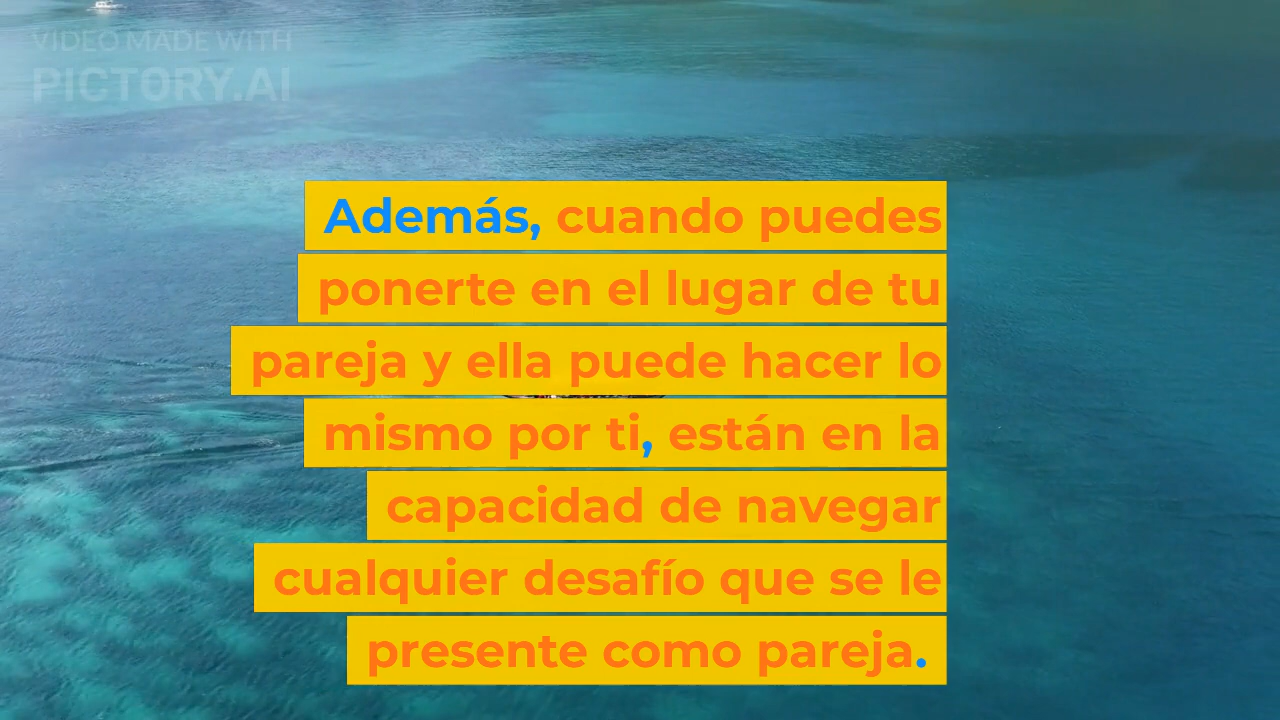 VIDEO MADE WITH
PICTORY.AI
Además, cuando puedes
ponerte en el lugar de tu
pareja y ella puede hacer lo
mismo por ti, están en la
capacidad de navegar
cualquier desafío que se le
presente como pareja.